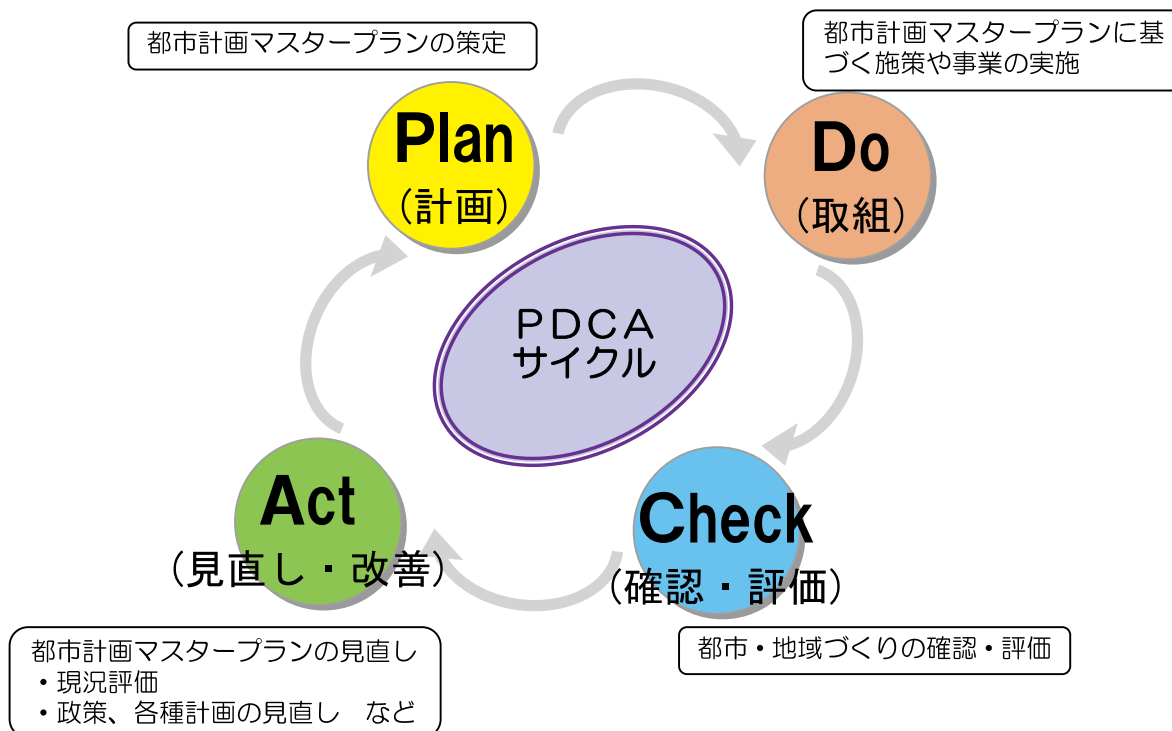 都市計画マスタープランの策定
Plan
（計画）
都市計画マスタープランに基
づく施策や事業の実施
Do
（取組）
ＰＤＣＡ
サイクル
Check
（確認・評価）
都市・地域づくりの確認・評価
Act
（見直し・改善）
都市計画マスタープランの見直し
・現況評価
・政策、各種計画の見直し　など